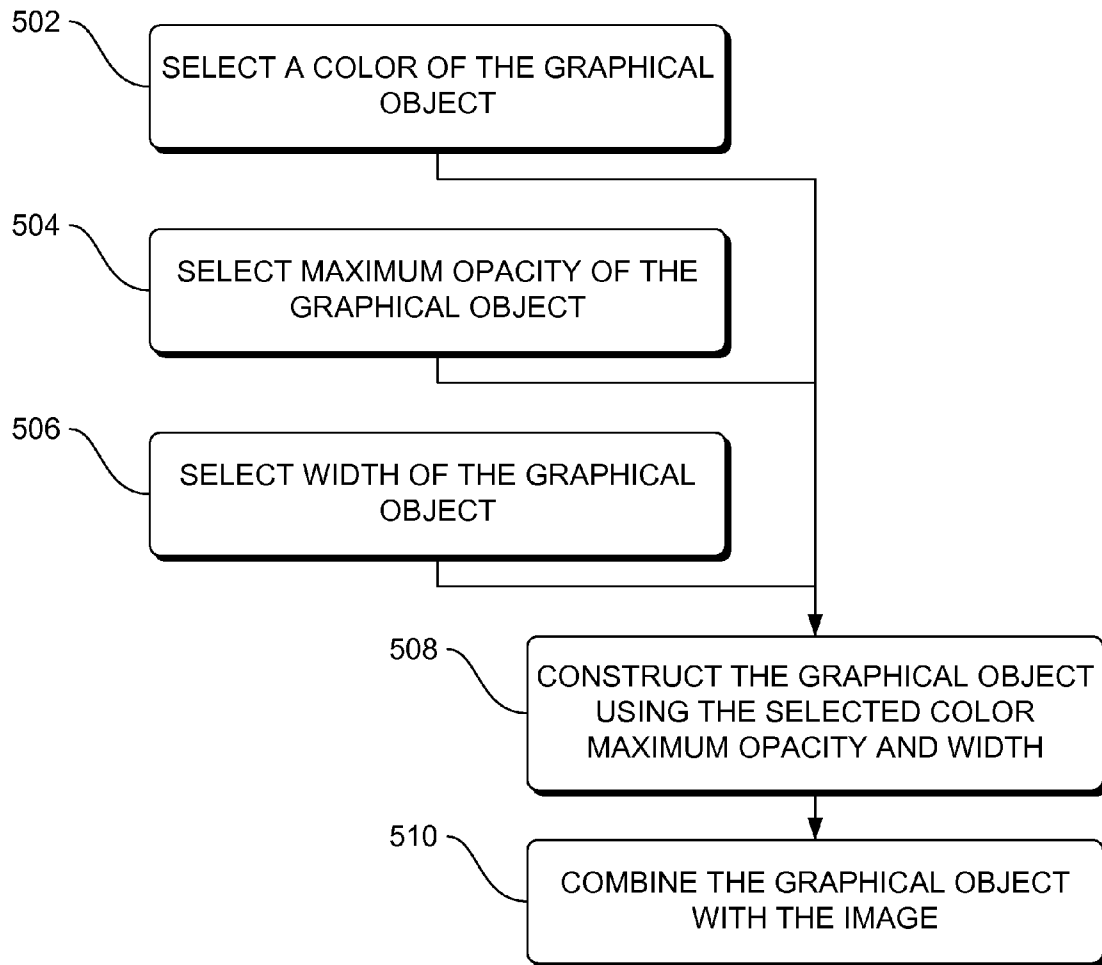 502
SELECT A COLOR OF THE GRAPHICAL
OBJECT
504
SELECT MAXIMUM OPACITY OF THE
GRAPHICAL OBJECT
506
SELECT WIDTH OF THE GRAPHICAL
OBJECT
508
CONSTRUCT THE GRAPHICAL OBJECT
USING THE SELECTED COLOR
MAXIMUM OPACITY AND WIDTH
510
COMBINE THE GRAPHICAL OBJECT
WITH THE IMAGE